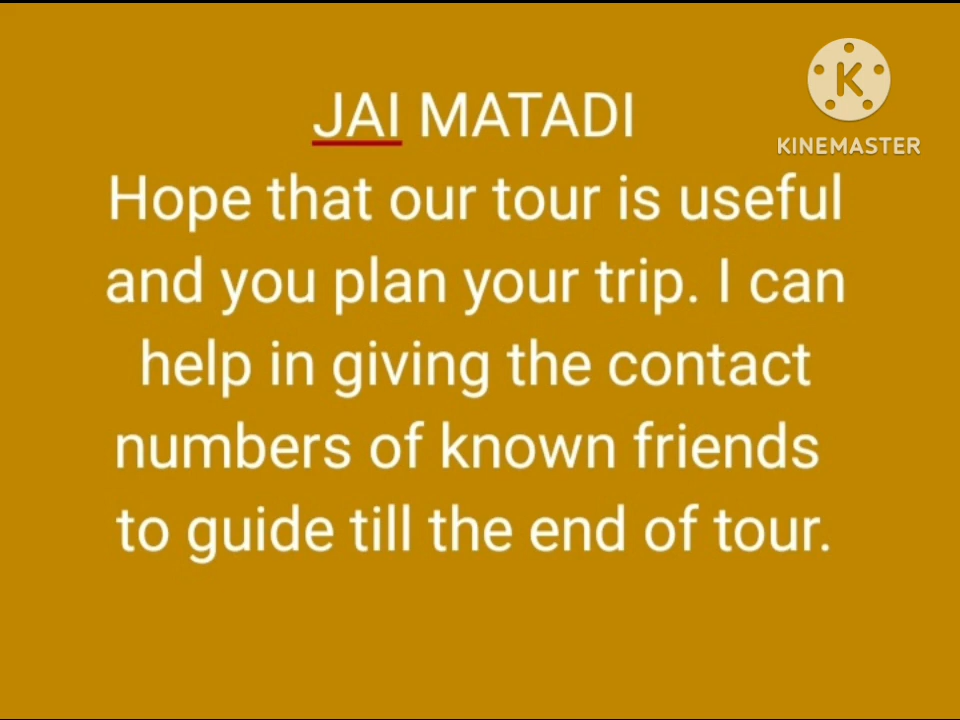 JAI MATADI
K
KINEMASTER
Hope that our tour is useful
and you plan your trip. I can
help in giving the contact
numbers of known friends
to guide till the end of tour.